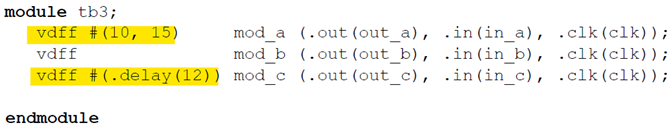 module tb3;
vdff #(10, 15) mod_a (.out(out_a), .in(in_a), .clk(clk));
vdff mod_b (.out(out_b), .in(in_b), .clk(clk));
vdff #(.delay(12)) mod_c (.out(out_c), .in(in_c), .clk(clk));
endmodule